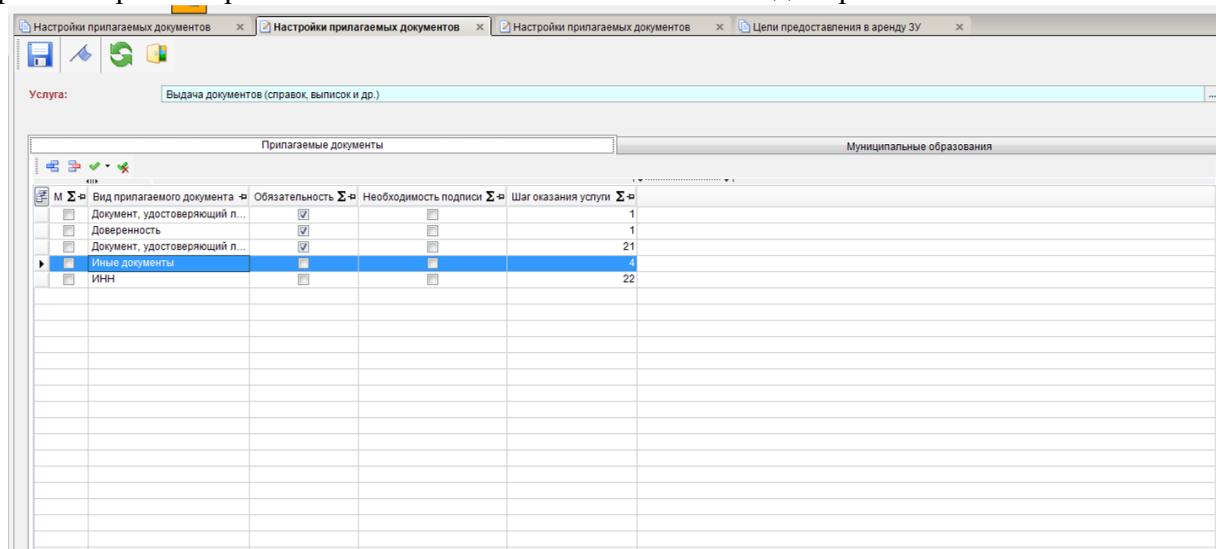 Настройки прилагаемых документов
Настройки прилагаемых документов
Настройки прилагаемых документов
Цели предоставления в аренду ЗУ
Услуга:
Выдача документов (справок, выписок и др.)
...
Прилагаемые документы
Муниципальные образования
М Σ Вид прилагаемого документа Обязательность Σ Необходимость подписи Σ Шаг оказания услуги Σ
Документ, удостоверяющий л... 1
Доверенность 1
Документ, удостоверяющий л... 21
Иные документы 4
ИНН 22